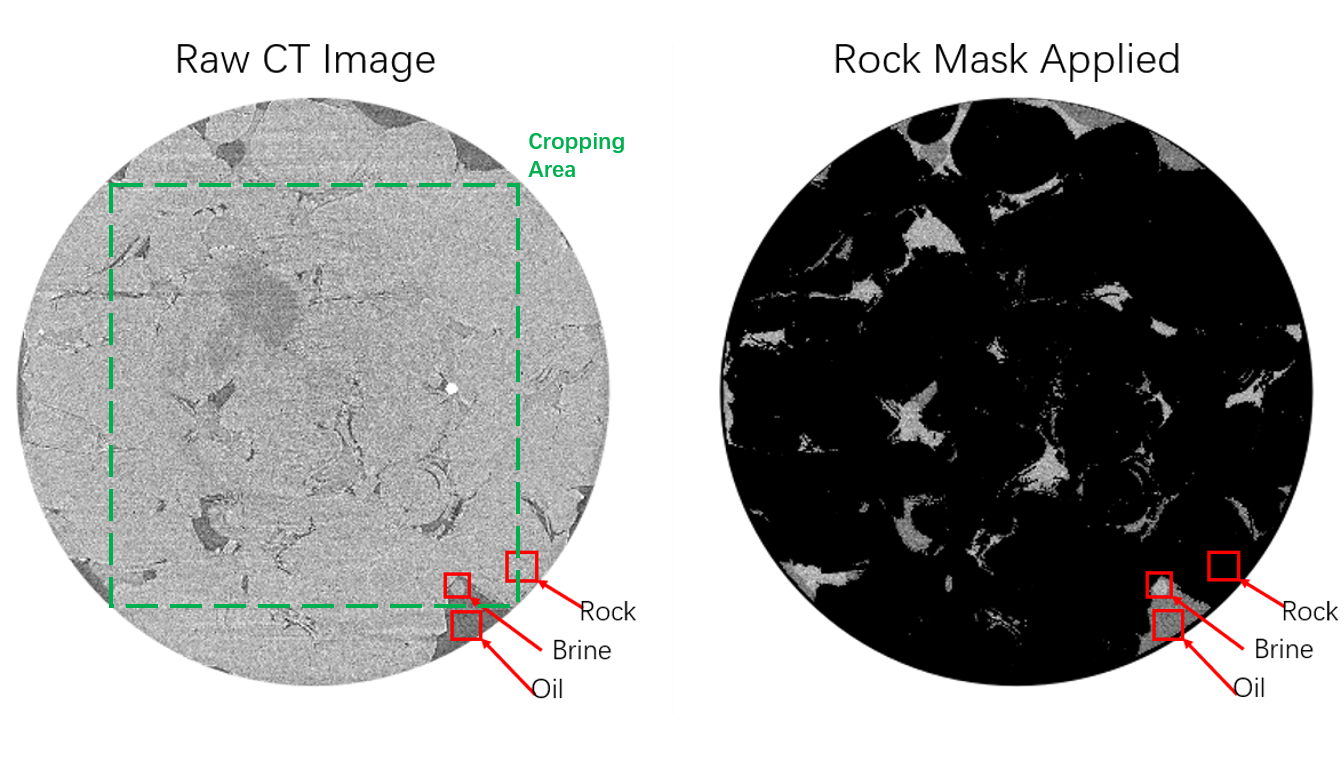 Raw CT Image
Cropping
Area
Rock
Brine
Oil
Rock Mask Applied
Rock
Brine
Oil